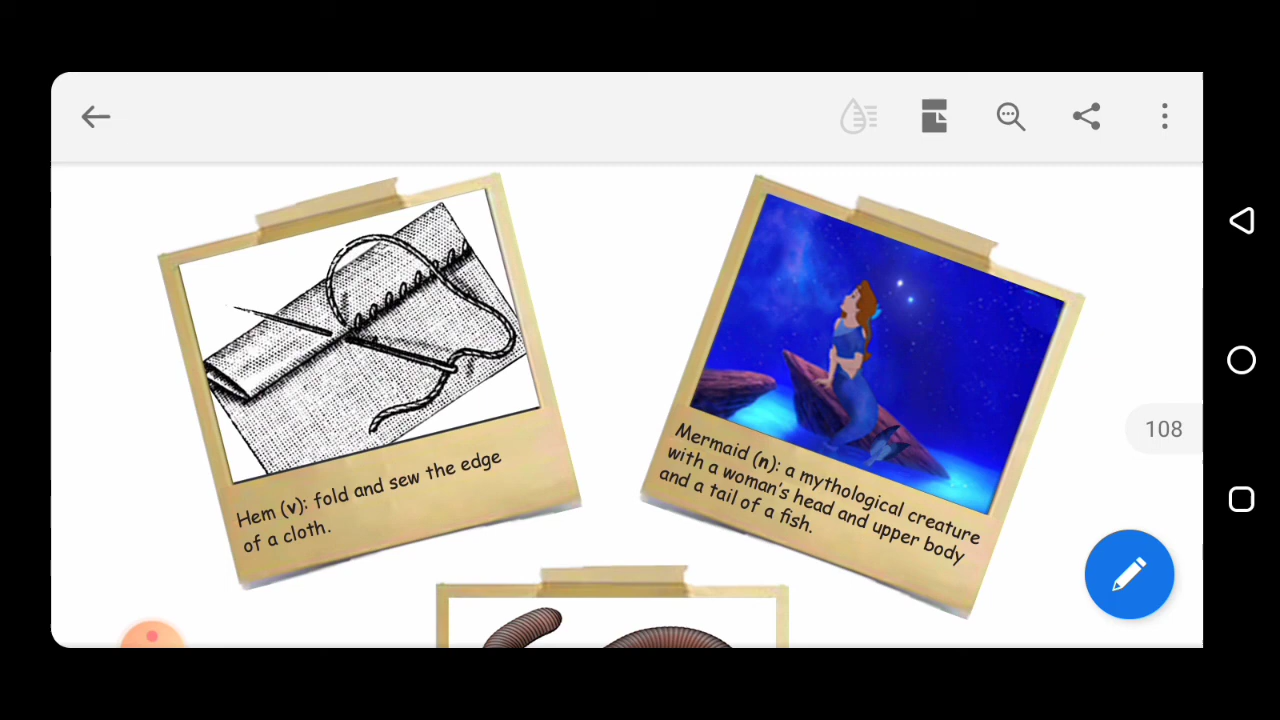 108
Hem (v): fold and sew the edge
of a cloth.
Mermaid (n): a mythological creature
with a woman's head and upper body
and a tail of a fish.